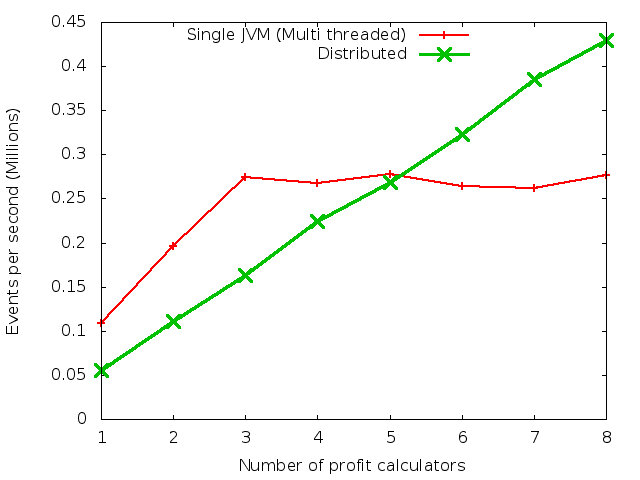 0.45
0.4
0.35
0.3
0.25
0.2
0.15
0.1
0.05
0
Events per second (Millions)
Single JVM (Multi threaded)
Distributed
1 2 3 4 5 6 7 8
Number of profit calculators